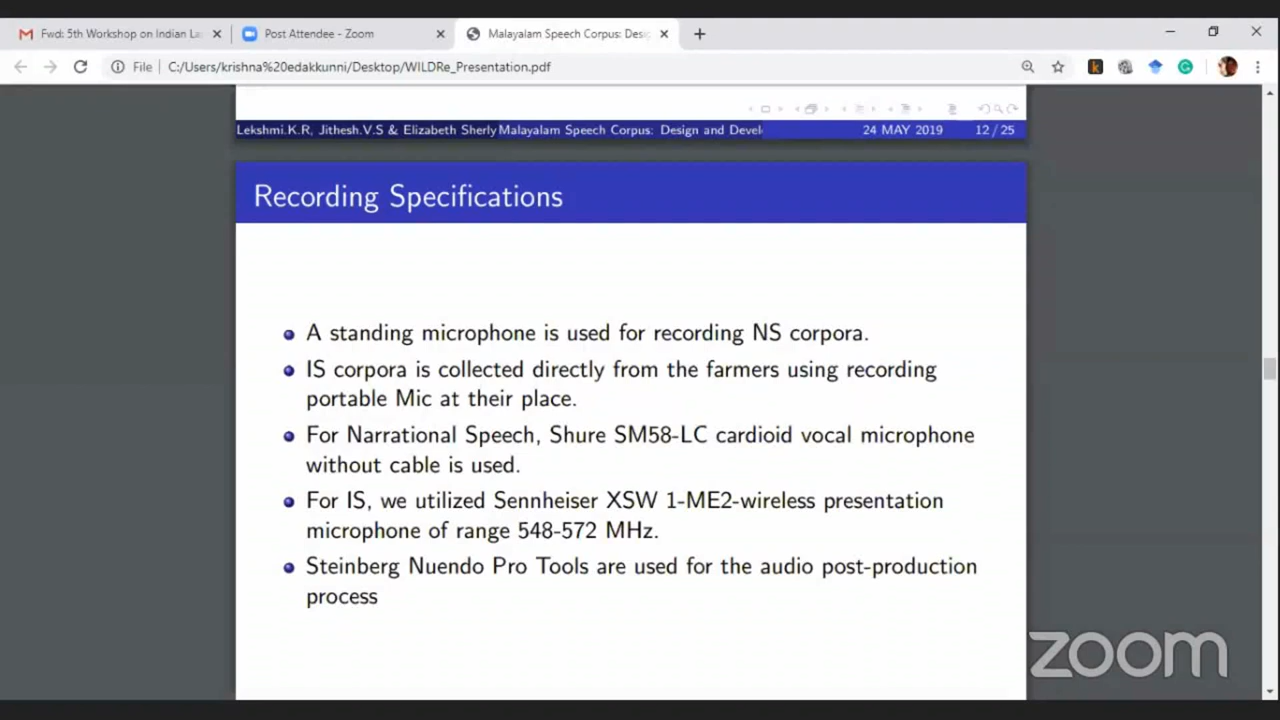 Fwd: 5th Workshop on Indian La
Post Attendee - Zoom
Malayalam Speech Corpus: Desi
File
C:/Users/krishna%20edakkunni/Desktop/WILDRe_Presentation.pdf
Lekshmi.K.R, Jithesh.V.S & Elizabeth Sherly Malayalam Speech Corpus: Design and Devel
24 MAY 2019
12 / 25
Recording Specifications
A standing microphone is used for recording NS corpora.
IS corpora is collected directly from the farmers using recording
portable Mic at their place.
For Narrational Speech, Shure SM58-LC cardioid vocal microphone
without cable is used.
For IS, we utilized Sennheiser XSW 1-ME2-wireless presentation
microphone of range 548-572 MHz.
Steinberg Nuendo Pro Tools are used for the audio post-production
process
zoom